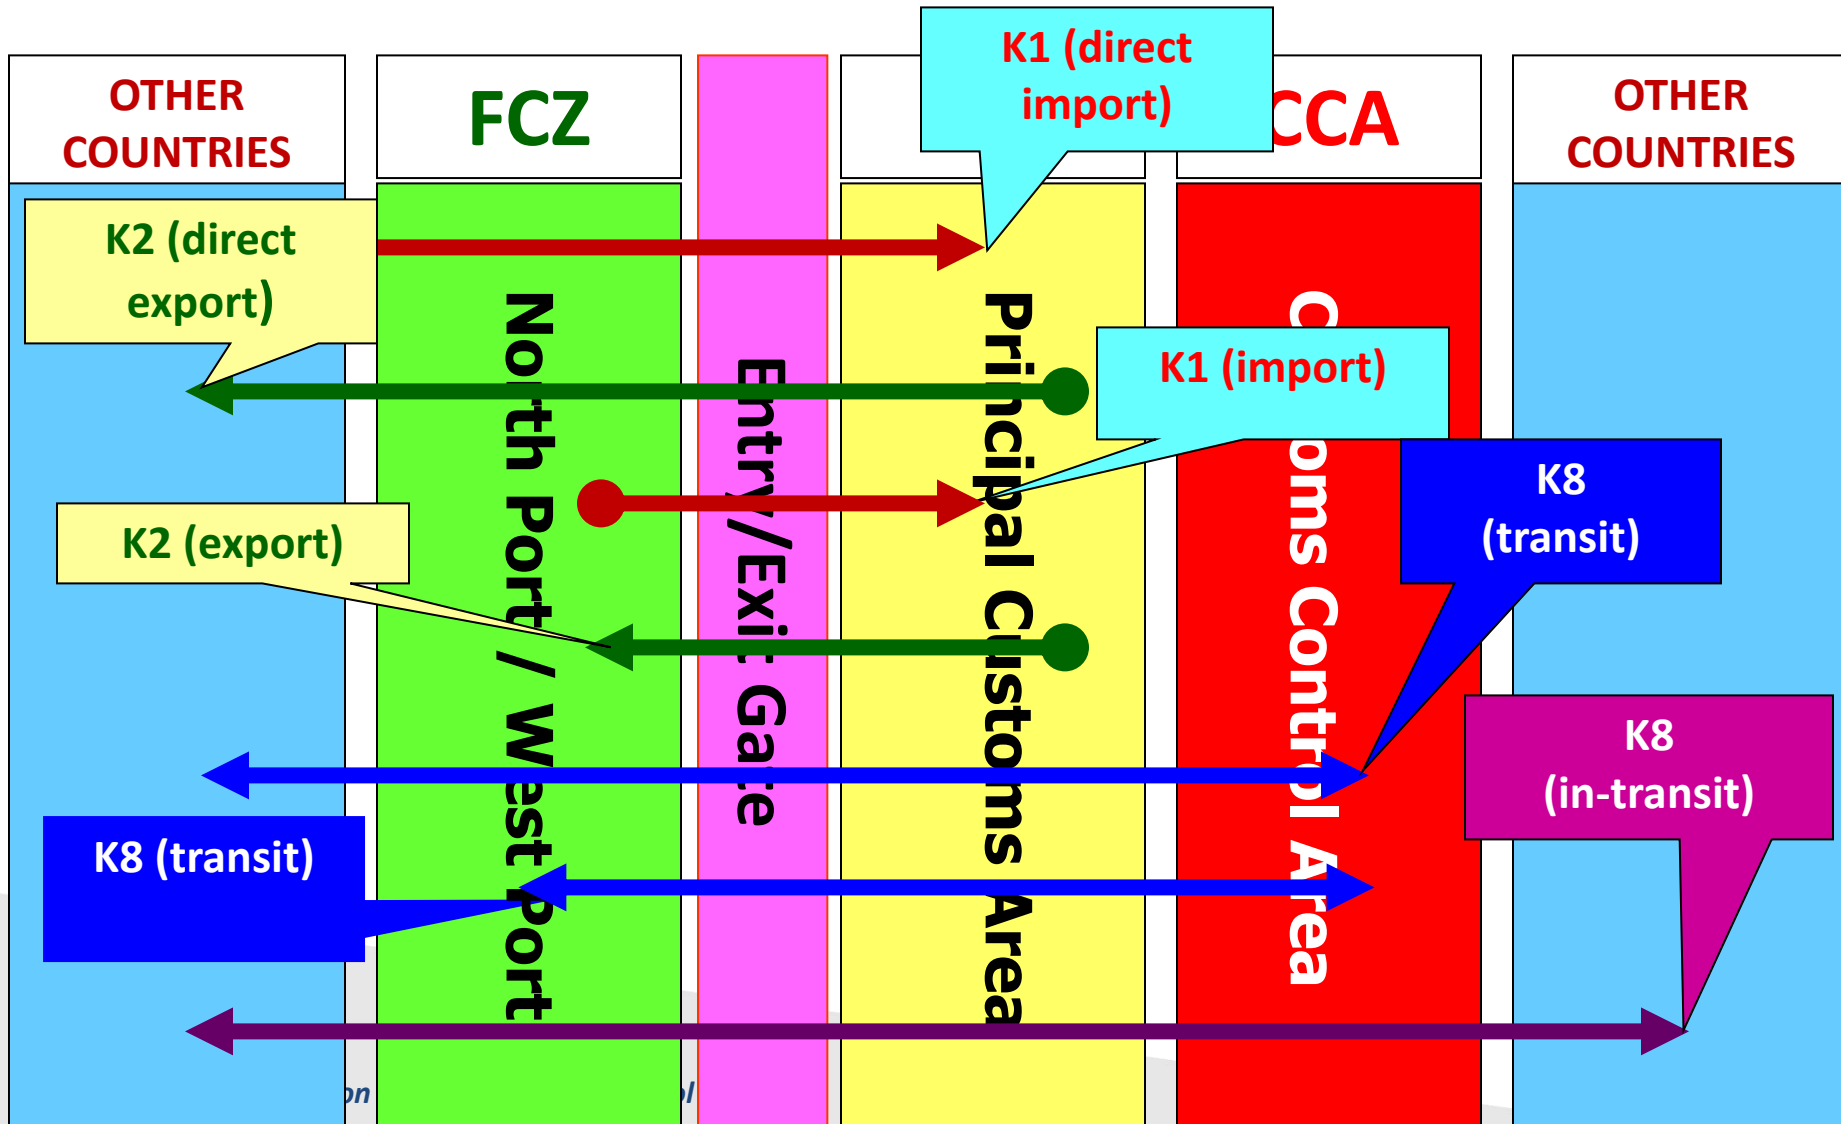 OTHER
COUNTRIES
FCZ
K1 (direct
import)
CCA
OTHER
COUNTRIES
K2 (direct
export)
North Port / West Port
Entry/Exit Gate
Principal Customs Area
K1 (import)
K8
(transit)
K2 (export)
K8
(in-transit)
K8 (transit)
Control Area